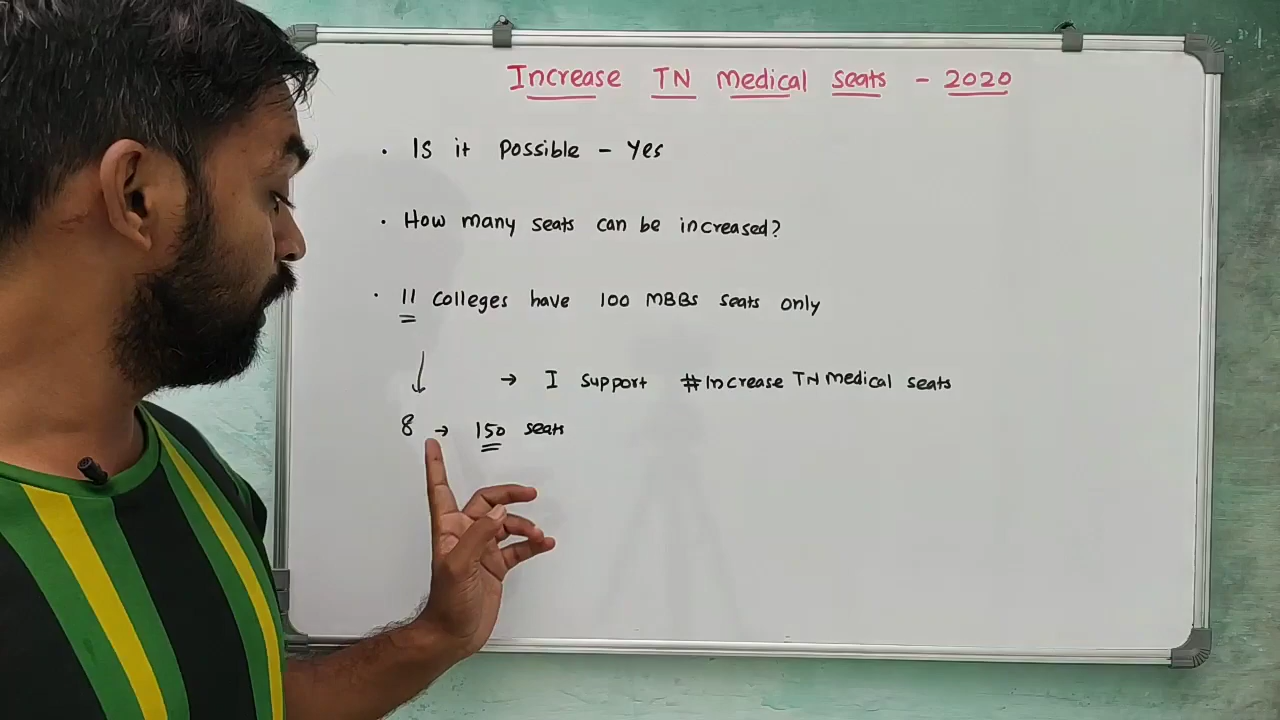 Increase TN Medical seats - 2020
. Is it possible - Yes
. How many seats can be increased?
. 11 colleges have 100 MBBS seats only
→ I support #Increase TN Medical seats
8 → 150 seats